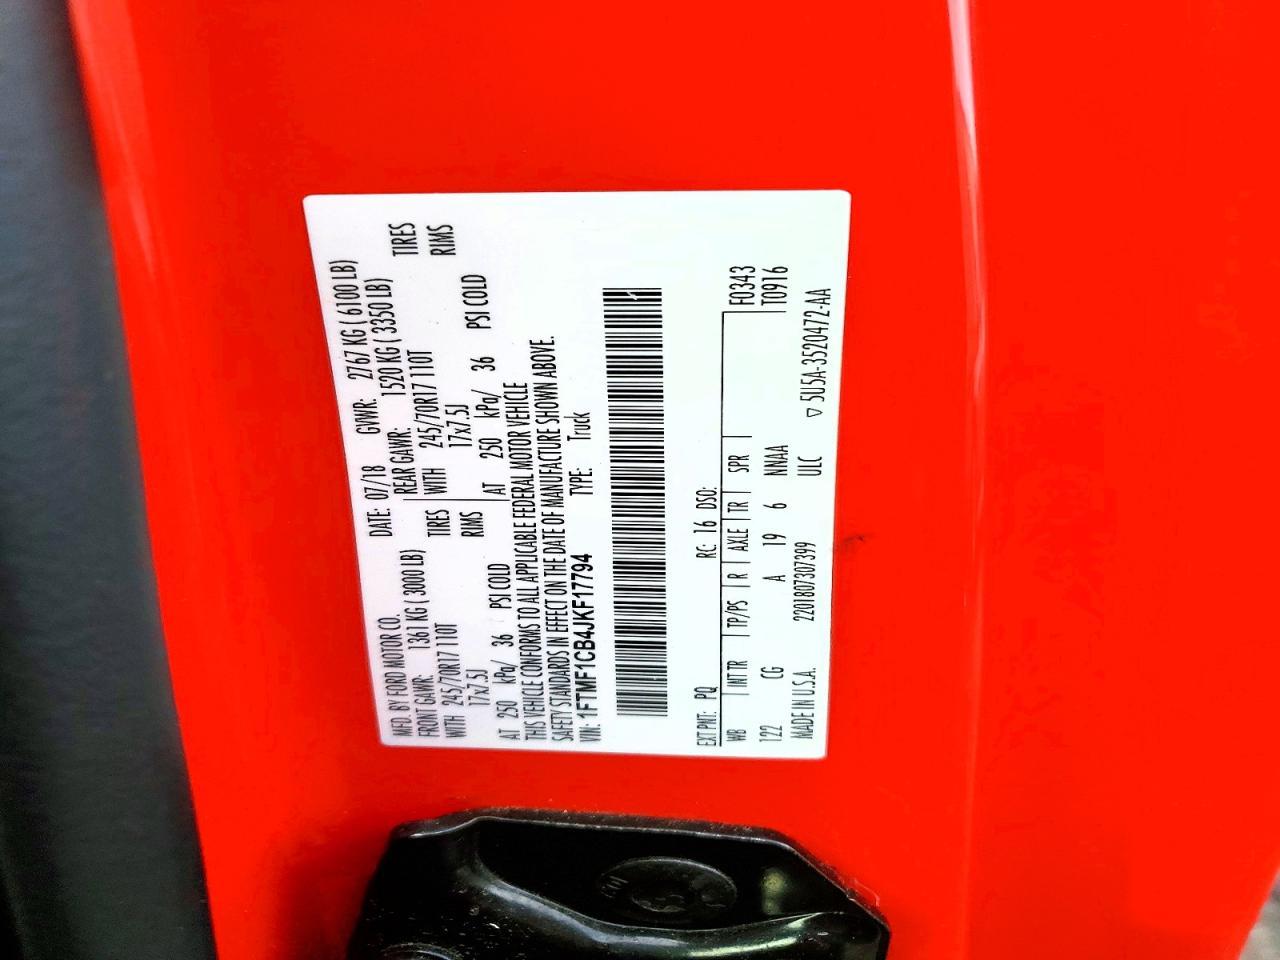 MFD. BY FORD MOTOR CO. DATE: 07/18 GVWR: 2767 KG ( 6100 LB)
FRONT GAWR: 1361 KG ( 3000 LB) REAR GAWR: 1520 KG ( 3350 LB)
WITH 245/70R17 110T TIRES WITH 245/70R17 110T TIRES
17x7.5J RIMS 17x7.5J RIMS
AT 250 kPa/ 36 PSI COLD AT 250 kPa/ 36 PSI COLD
THIS VEHICLE CONFORMS TO ALL APPLICABLE FEDERAL MOTOR VEHICLE
SAFETY STANDARDS IN EFFECT ON THE DATE OF MANUFACTURE SHOWN ABOVE.
VIN: 1FTMF1CB4JKF17794 TYPE: Truck
EXT PNT: PQ RC: 16 DSO: F0343
WB INT TR TP/PS R AXLE TR SPR T0916
122 CG A 19 6 NNAA
MADE IN U.S.A. 2201807307399 ULC ▽ 5U5A-3520472-AA